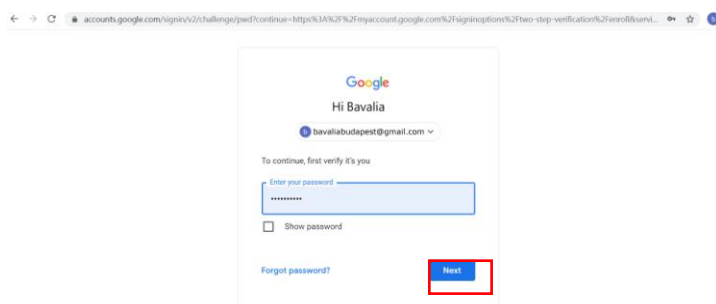 accounts.google.com/signin/v2/challenge/pwd?continue=https%3A%2F%2Fmyaccount.google.com%2Fsigninoptions%2Ftwo-step-verification%2Fenroll&servi...
b
Google
Hi Bavalia
b bavaliabudapest@gmail.com
To continue, first verify it's you
Enter your password
••••••••••
Show password
Forgot password? Next